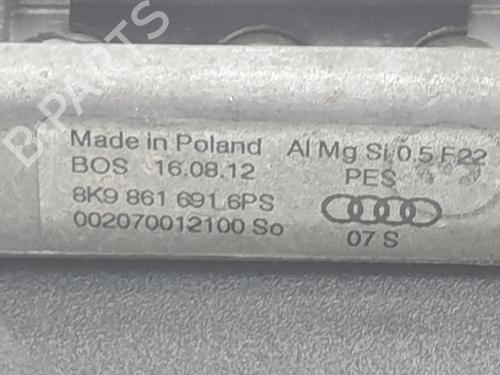 Made in Poland Al Mg Si 0.5 F22
BOS 16.08.12 PES
8K9 861 691 6PS
002070012100 So 07 S
B-PARTS